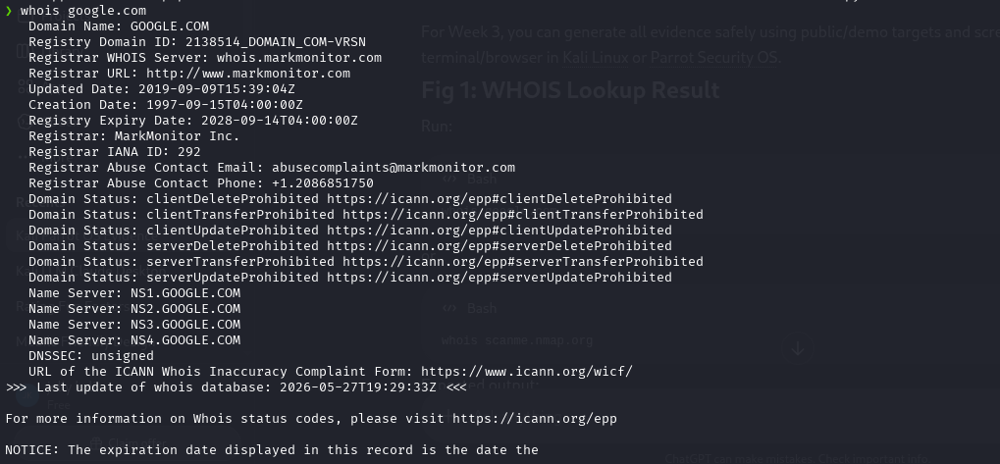 ❯ whois google.com
Domain Name: GOOGLE.COM
Registry Domain ID: 2138514_DOMAIN_COM-VRSN
Registrar WHOIS Server: whois.markmonitor.com
Registrar URL: http://www.markmonitor.com
Updated Date: 2019-09-09T15:39:04Z
Creation Date: 1997-09-15T04:00:00Z
Registry Expiry Date: 2028-09-14T04:00:00Z
Registrar: MarkMonitor Inc.
Registrar IANA ID: 292
Registrar Abuse Contact Email: abusecomplaints@markmonitor.com
Registrar Abuse Contact Phone: +1.2086851750
Domain Status: clientDeleteProhibited https://icann.org/epp#clientDeleteProhibited
Domain Status: clientTransferProhibited https://icann.org/epp#clientTransferProhibited
Domain Status: clientUpdateProhibited https://icann.org/epp#clientUpdateProhibited
Domain Status: serverDeleteProhibited https://icann.org/epp#serverDeleteProhibited
Domain Status: serverTransferProhibited https://icann.org/epp#serverTransferProhibited
Domain Status: serverUpdateProhibited https://icann.org/epp#serverUpdateProhibited
Name Server: NS1.GOOGLE.COM
Name Server: NS2.GOOGLE.COM
Name Server: NS3.GOOGLE.COM
Name Server: NS4.GOOGLE.COM
DNSSEC: unsigned
URL of the ICANN Whois Inaccuracy Complaint Form: https://www.icann.org/wicf/
>>> Last update of whois database: 2026-05-27T19:29:33Z <<<
For more information on Whois status codes, please visit https://icann.org/epp
NOTICE: The expiration date displayed in this record is the date the
For Week 3, you can generate all evidence safely using public/demo targets and
terminal/browser in Kali Linux or Parrot Security OS.
Fig 1: WHOIS Lookup Result
Run:
Bash
Bash
whois scanme.nmap.org
output:
Free